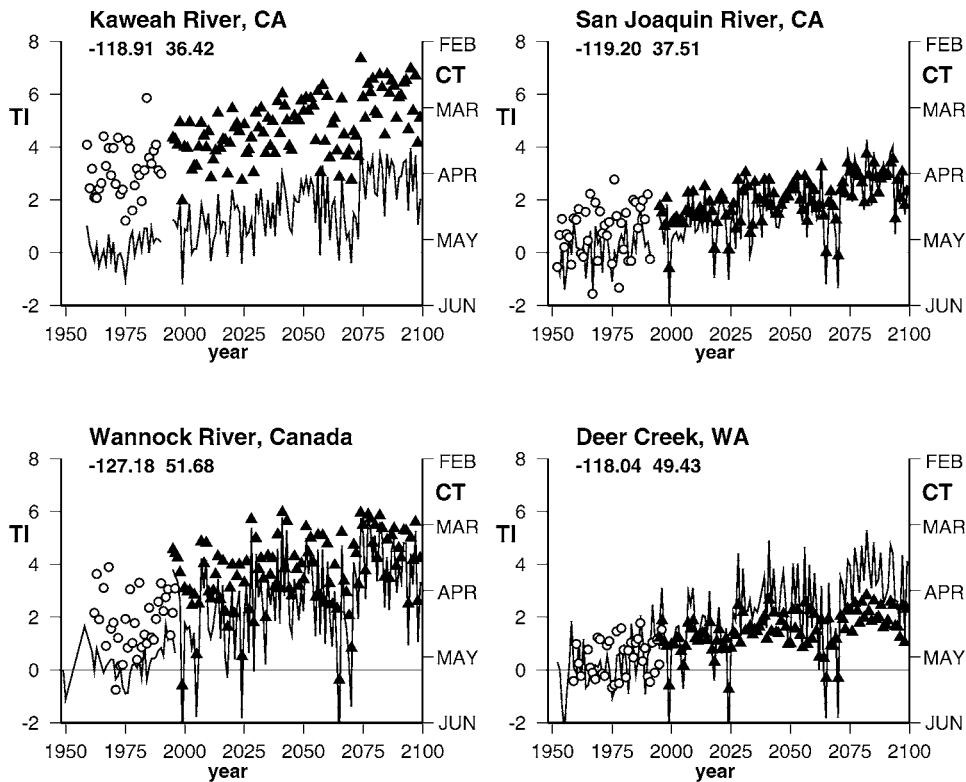 Kaweah River, CA
-118.91 36.42
8
6
4
2
0
-2
TI
FEB
CT
MAR
APR
MAY
JUN
1950 1975 2000 2025 2050 2075 2100
year
San Joaquin River, CA
-119.20 37.51
8
6
4
2
0
-2
TI
FEB
CT
MAR
APR
MAY
JUN
1950 1975 2000 2025 2050 2075 2100
year
Wannock River, Canada
-127.18 51.68
8
6
4
2
0
-2
TI
FEB
CT
MAR
APR
MAY
JUN
1950 1975 2000 2025 2050 2075 2100
year
Deer Creek, WA
-118.04 49.43
8
6
4
2
0
-2
TI
FEB
CT
MAR
APR
MAY
JUN
1950 1975 2000 2025 2050 2075 2100
year